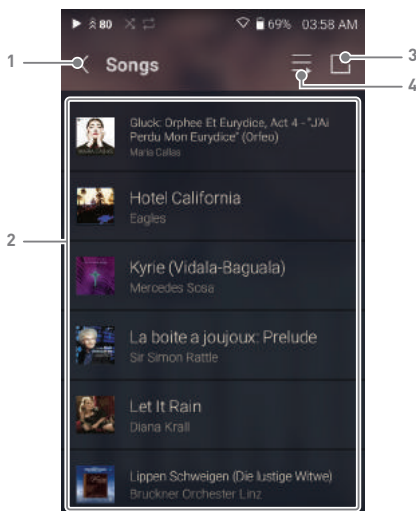 80 69% 03:58 AM
1 Songs 3
4
Gluck: Orphee Et Eurydice, Act 4 - "J'Ai
Perdu Mon Eurydice" (Orfeo)
Maria Callas
Hotel California
Eagles
2
Kyrie (Vidala-Baguala)
Mercedes Sosa
La boite a joujoux: Prelude
Sir Simon Rattle
Let It Rain
Diana Krall
Lippen Schweigen (Die lustige Witwe)
Bruckner Orchester Linz